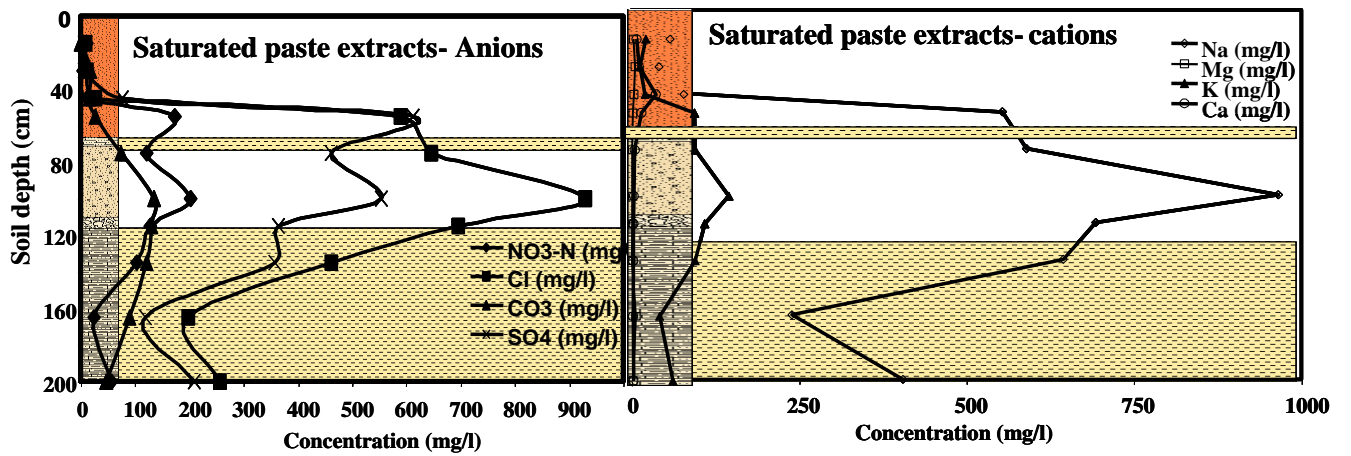 Saturated paste extracts- Anions
Soil depth (cm)
0
40
80
120
160
200
NO3-N (mg
Cl (mg/l)
CO3 (mg/l)
SO4 (mg/l)
0 100 200 300 400 500 600 700 800 900
Concentration (mg/l)
Saturated paste extracts- cations
Na (mg/l)
Mg (mg/l)
K (mg/l)
Ca (mg/l)
0 250 500 750 1000
Concentration (mg/l)